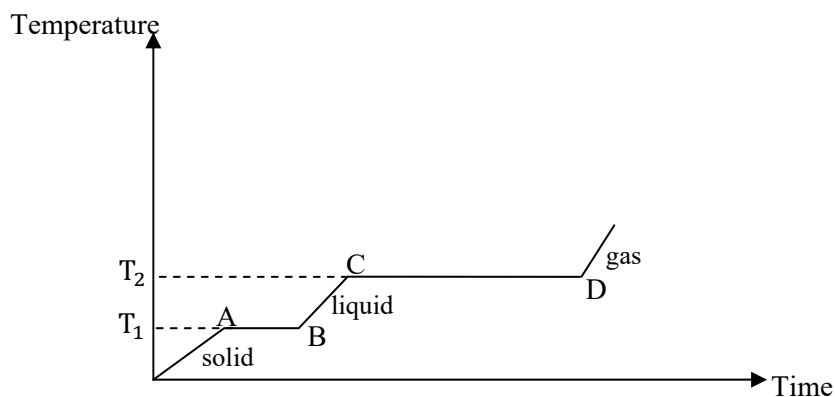 Temperature
T₂
C
gas
D
liquid
T₁
A
B
solid
Time